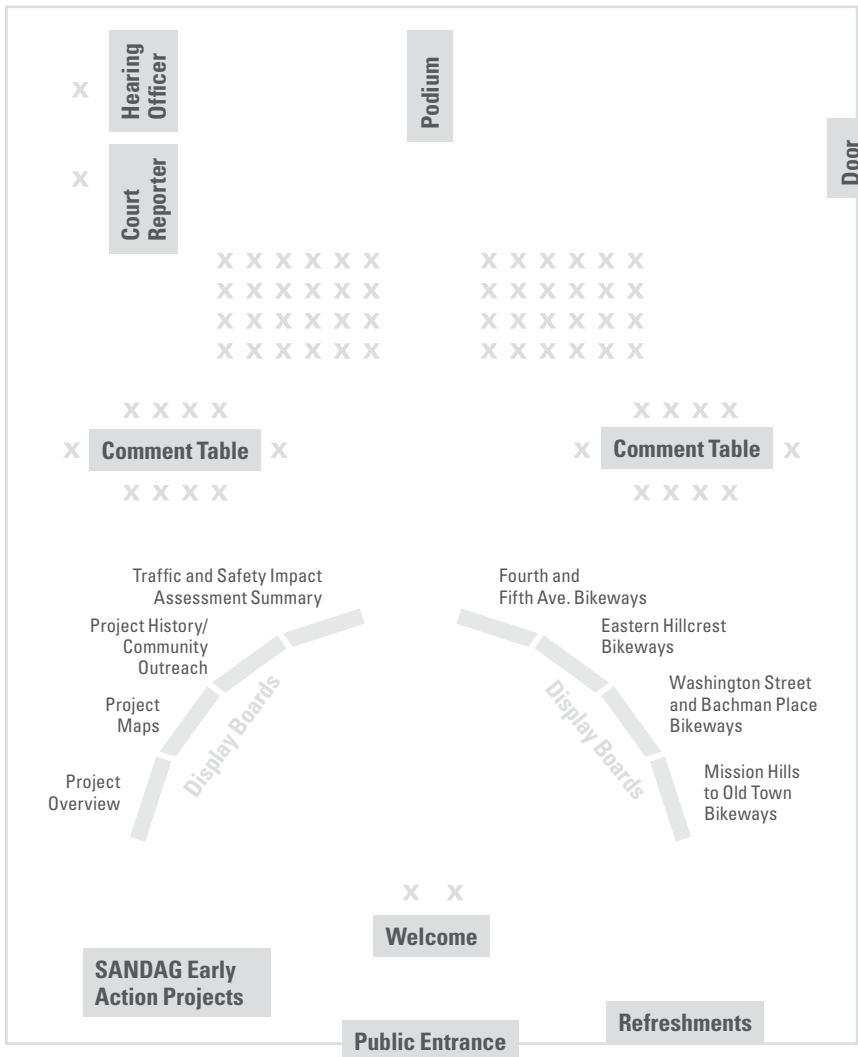 Hearing
Officer
Podium
Door
X
Court
Reporter
X
X X X X X X X X X X X X
X X X X X X X X X X X X
X X X X X X X X X X X X
X X X X X X X X X X X X
X X X X X X X X
X Comment Table X X Comment Table X
X X X X X X X X
Traffic and Safety Impact
Assessment Summary
Project History/
Community
Outreach
Project
Maps
Project
Overview
Display Boards
Fourth and
Fifth Ave. Bikeways
Eastern Hillcrest
Bikeways
Washington Street
and Bachman Place
Bikeways
Mission Hills
to Old Town
Bikeways
Display Boards
X X
Welcome
SANDAG Early
Action Projects
Public Entrance
Refreshments